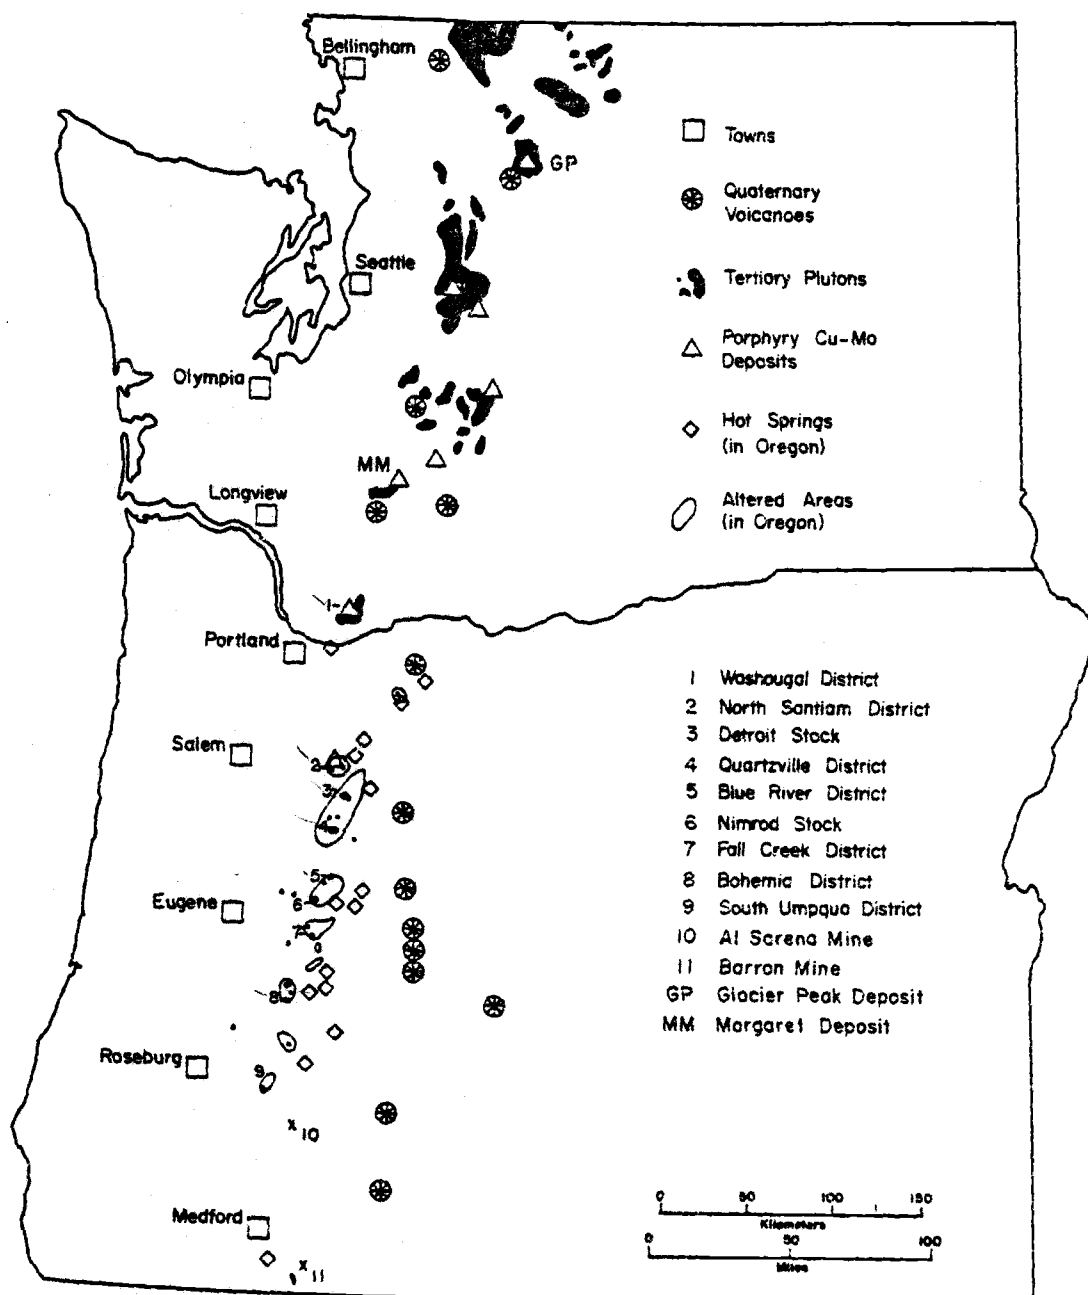 Bellingham
GP
Seattle
Olympia
MM
Longview
1
Portland
Salem
2
3
4
5
Eugene
6
7
8
Roseburg
9
x 10
Medford
x 11
Towns
Quaternary
Volcanoes
Tertiary Plutons
Porphyry Cu-Mo
Deposits
Hot Springs
(in Oregon)
Altered Areas
(in Oregon)
1 Washougal District
2 North Santiam District
3 Detroit Stock
4 Quartzville District
5 Blue River District
6 Nimrod Stock
7 Fall Creek District
8 Bohemia District
9 South Umpqua District
10 Al Sarena Mine
11 Barron Mine
GP Glacier Peak Deposit
MM Margaret Deposit
0 50 100 150
Kilometers
0 50 100
Miles